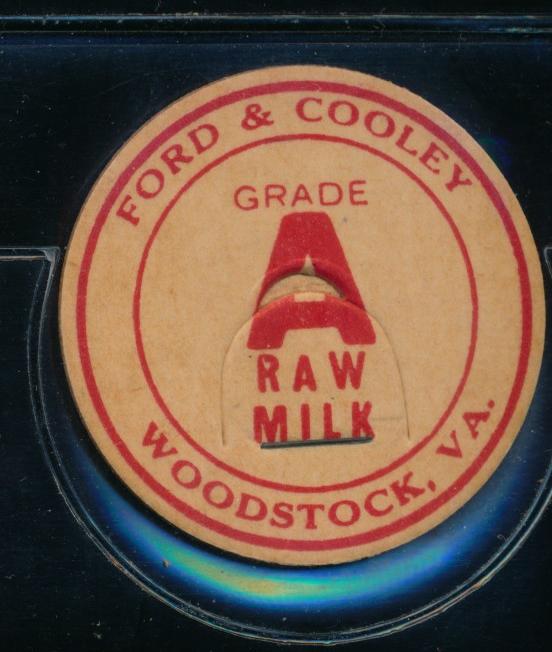 FORD & COOLEY
GRADE
A
RAW
MILK
WOODSTOCK, VA.